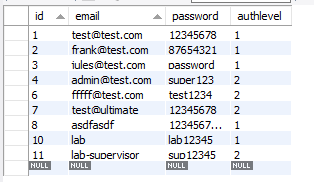 id email password authlevel
1 test@test.com 12345678 1
2 frank@test.com 87654321 1
3 jules@test.com password 1
4 admin@test.com super123 2
6 fffff@test.com test1234 2
7 test@ultimate 12345678 2
8 asdfasdf 1234567... 1
10 lab lab12345 1
11 lab-supervisor sup12345 2
NULL NULL NULL NULL